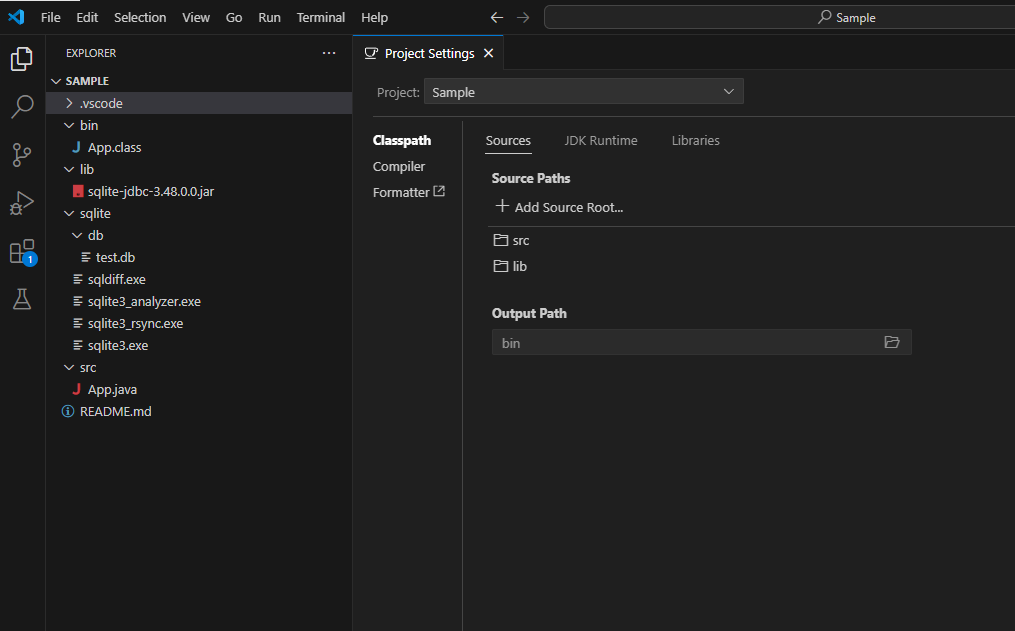 File Edit Selection View Go Run Terminal Help
Sample
EXPLORER
SAMPLE
.vscode
bin
App.class
lib
sqlite-jdbc-3.48.0.0.jar
sqlite
db
test.db
sqldiff.exe
sqlite3_analyzer.exe
sqlite3_rsync.exe
sqlite3.exe
src
App.java
README.md
1
Project Settings
Project: Sample
Classpath
Compiler
Formatter
Sources JDK Runtime Libraries
Source Paths
Add Source Root...
src
lib
Output Path
bin